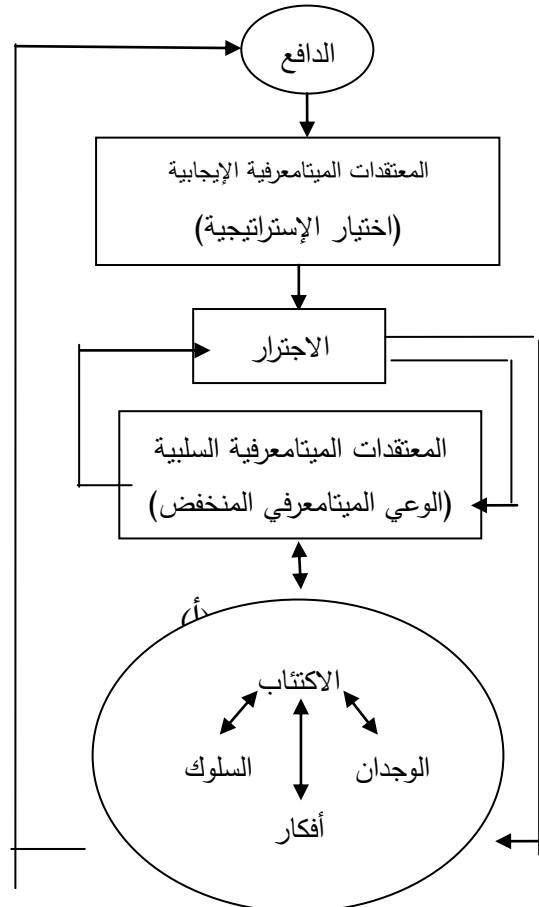 الدافع
المعتقدات الميتامعرفية الإيجابية
(اختيار الإستراتيجية)
الاجترار
المعتقدات الميتامعرفية السلبية
(الوعي الميتامعرفي المنخفض)
الاكتئاب
الوجدان
السلوك
أفكار